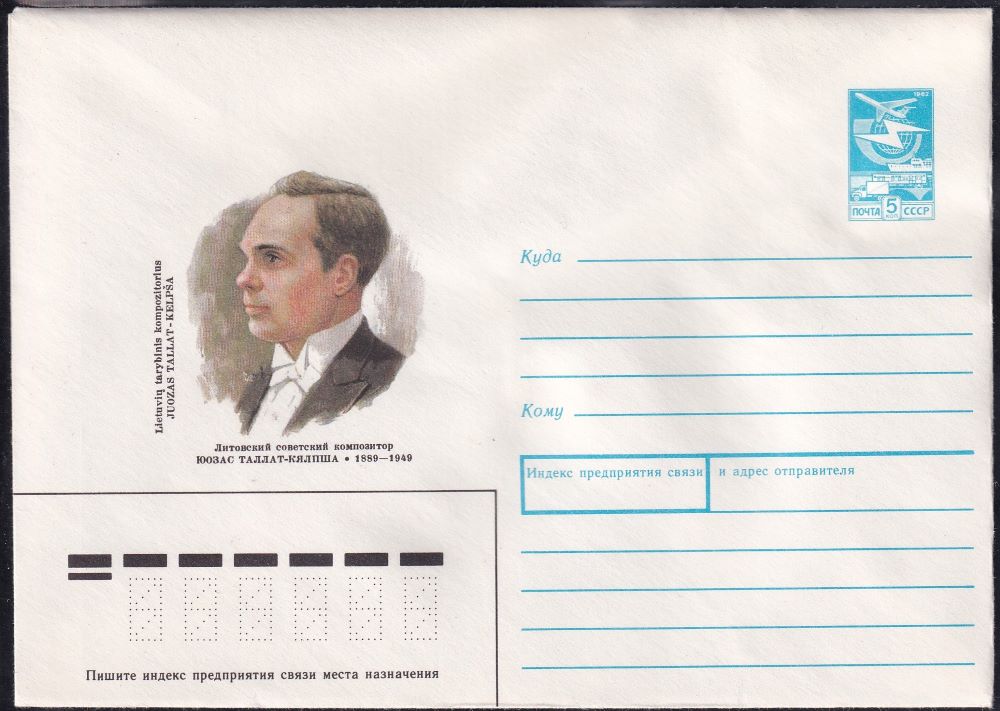 1982
ПОЧТА 5 КОП СССР
Lietuvių tarybinis kompozitorius
JUOZAS TALLAT-KELPŠA
Литовский советский композитор
ЮОЗАС ТАЛЛАТ-КЯЛПША • 1889—1949
Куда
Кому
Индекс предприятия связи и адрес отправителя
Пишите индекс предприятия связи места назначения